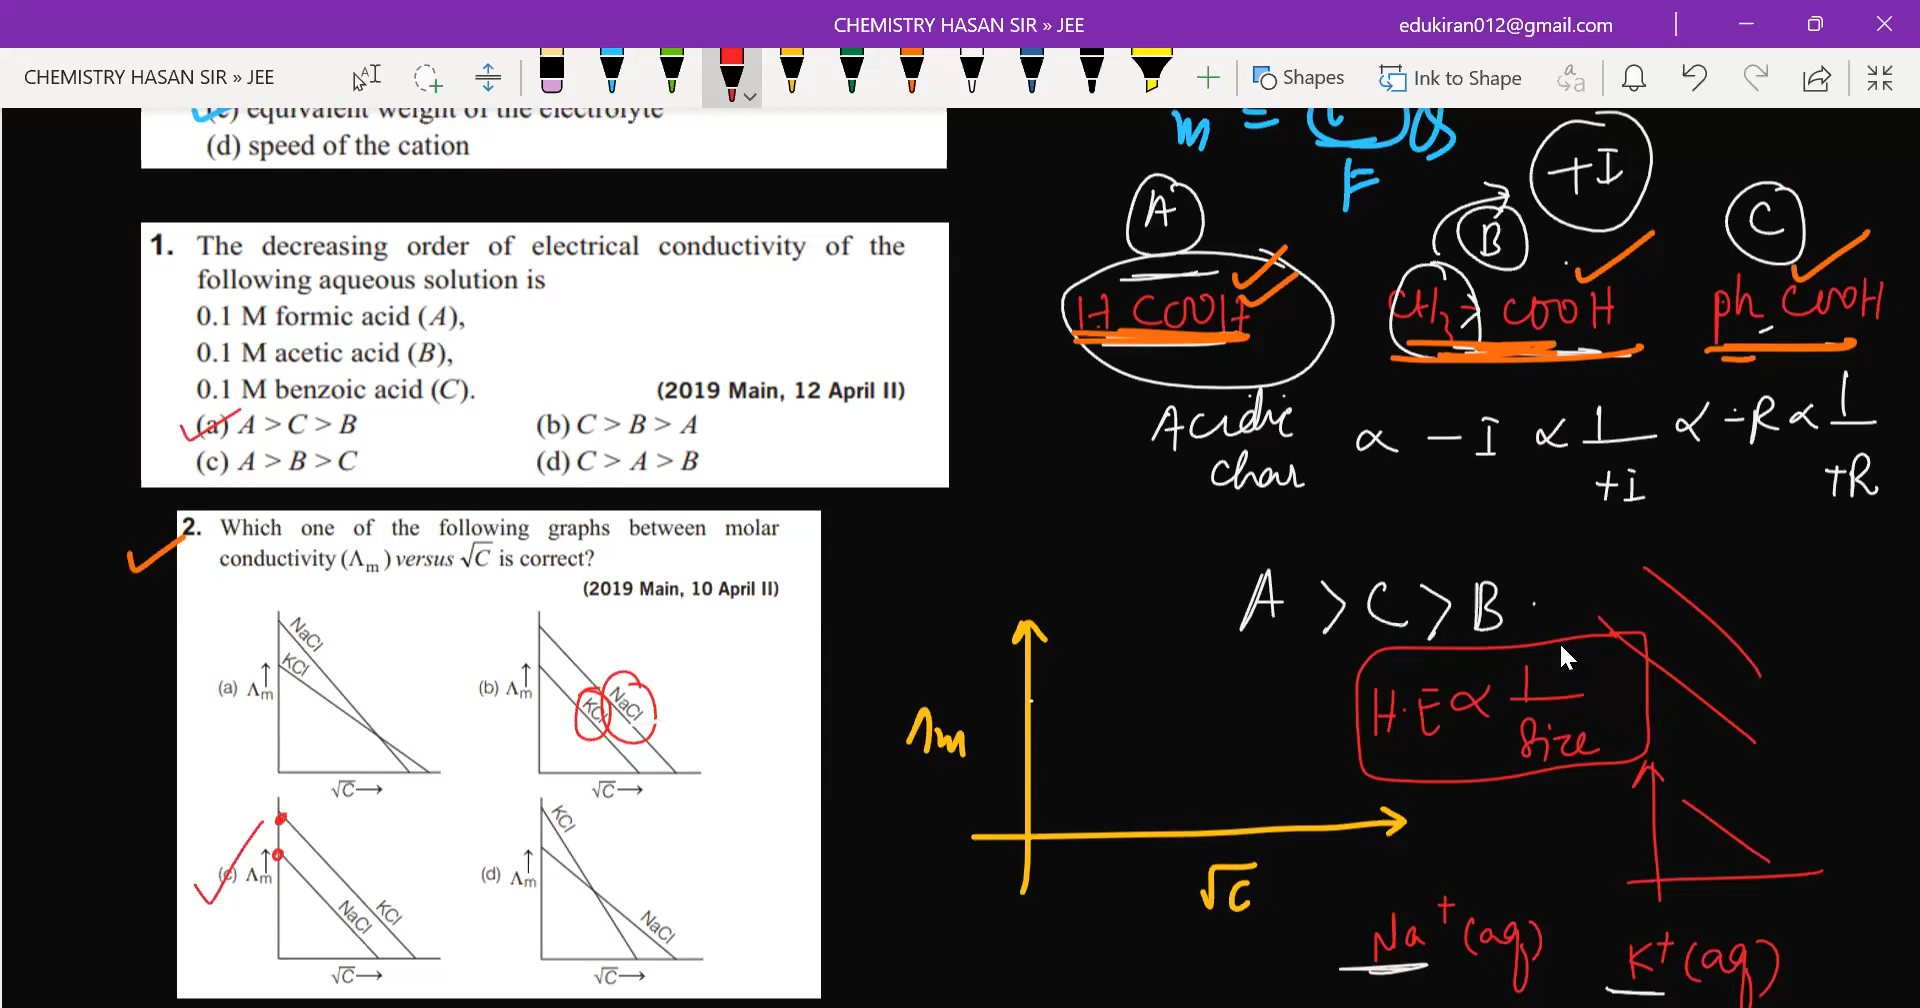 CHEMISTRY HASAN SIR » JEE
edukiran012@gmail.com
CHEMISTRY HASAN SIR » JEE
Shapes
Ink to Shape
(c) equivalent weight of the electrolyte
(d) speed of the cation
1. The decreasing order of electrical conductivity of the
following aqueous solution is
0.1 M formic acid (A),
0.1 M acetic acid (B),
0.1 M benzoic acid (C). (2019 Main, 12 April II)
(a) A > C > B (b) C > B > A
(c) A > B > C (d) C > A > B
2. Which one of the following graphs between molar
conductivity (Λm) versus √C is correct?
(2019 Main, 10 April II)
(a) Λm NaCl KCl √C
(b) Λm KCl NaCl √C
(c) Λm NaCl KCl √C
(d) Λm KCl NaCl √C
m =
F
+I
A B C
H COOH CH3 > COOH ph COOH
Acidic
char
∝ -I ∝ 1/+I ∝ -R ∝ 1/+R
A > C > B
H.E ∝ 1/Size
Λm
√C
Na+ (aq) K+ (aq)